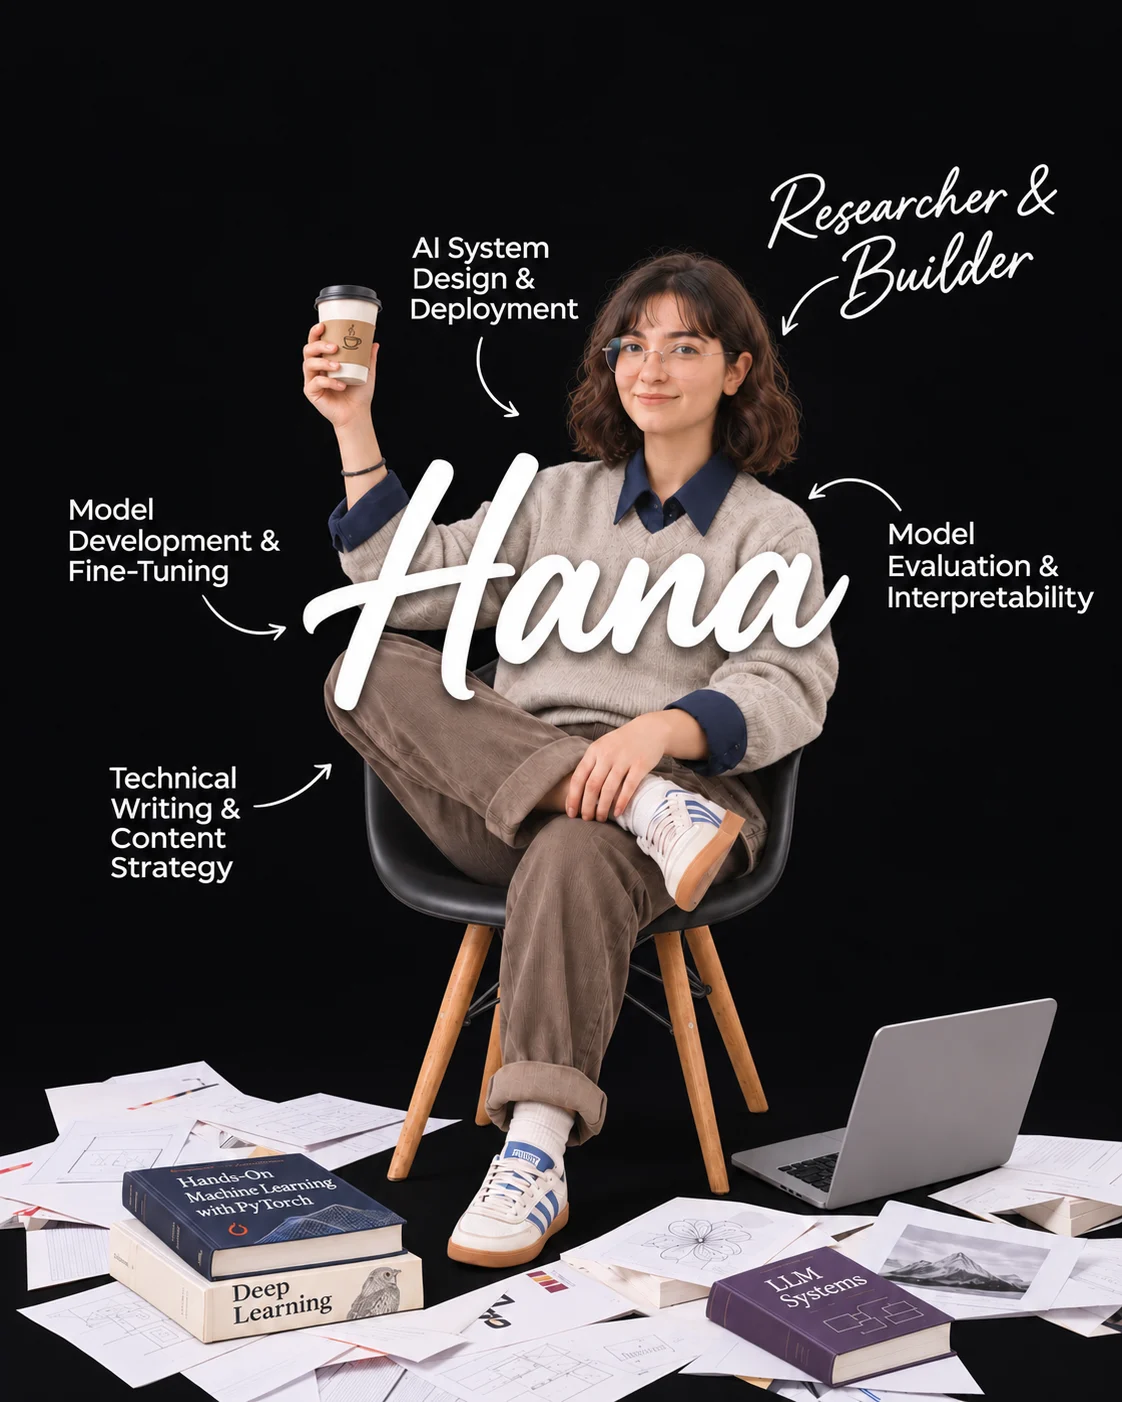 Researcher &
Builder
AI System
Design &
Deployment
Hana
Model
Development &
Fine-Tuning
Model
Evaluation &
Interpretability
Technical
Writing &
Content
Strategy
Hands-On
Machine Learning
with PyTorch
Deep
Learning
LLM
Systems